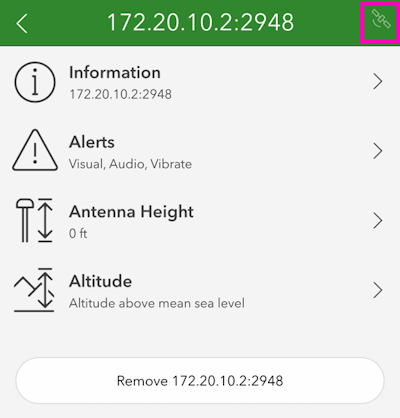 172.20.10.2:2948
Information
172.20.10.2:2948
Alerts
Visual, Audio, Vibrate
Antenna Height
0 ft
Altitude
Altitude above mean sea level
Remove 172.20.10.2:2948